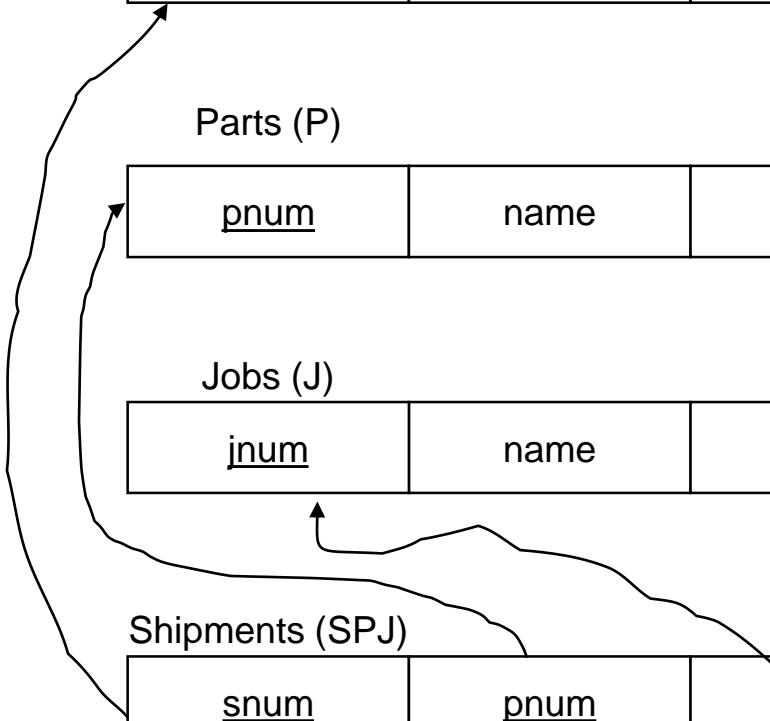 Parts (P)
pnum name
Jobs (J)
jnum name
Shipments (SPJ)
snum pnum